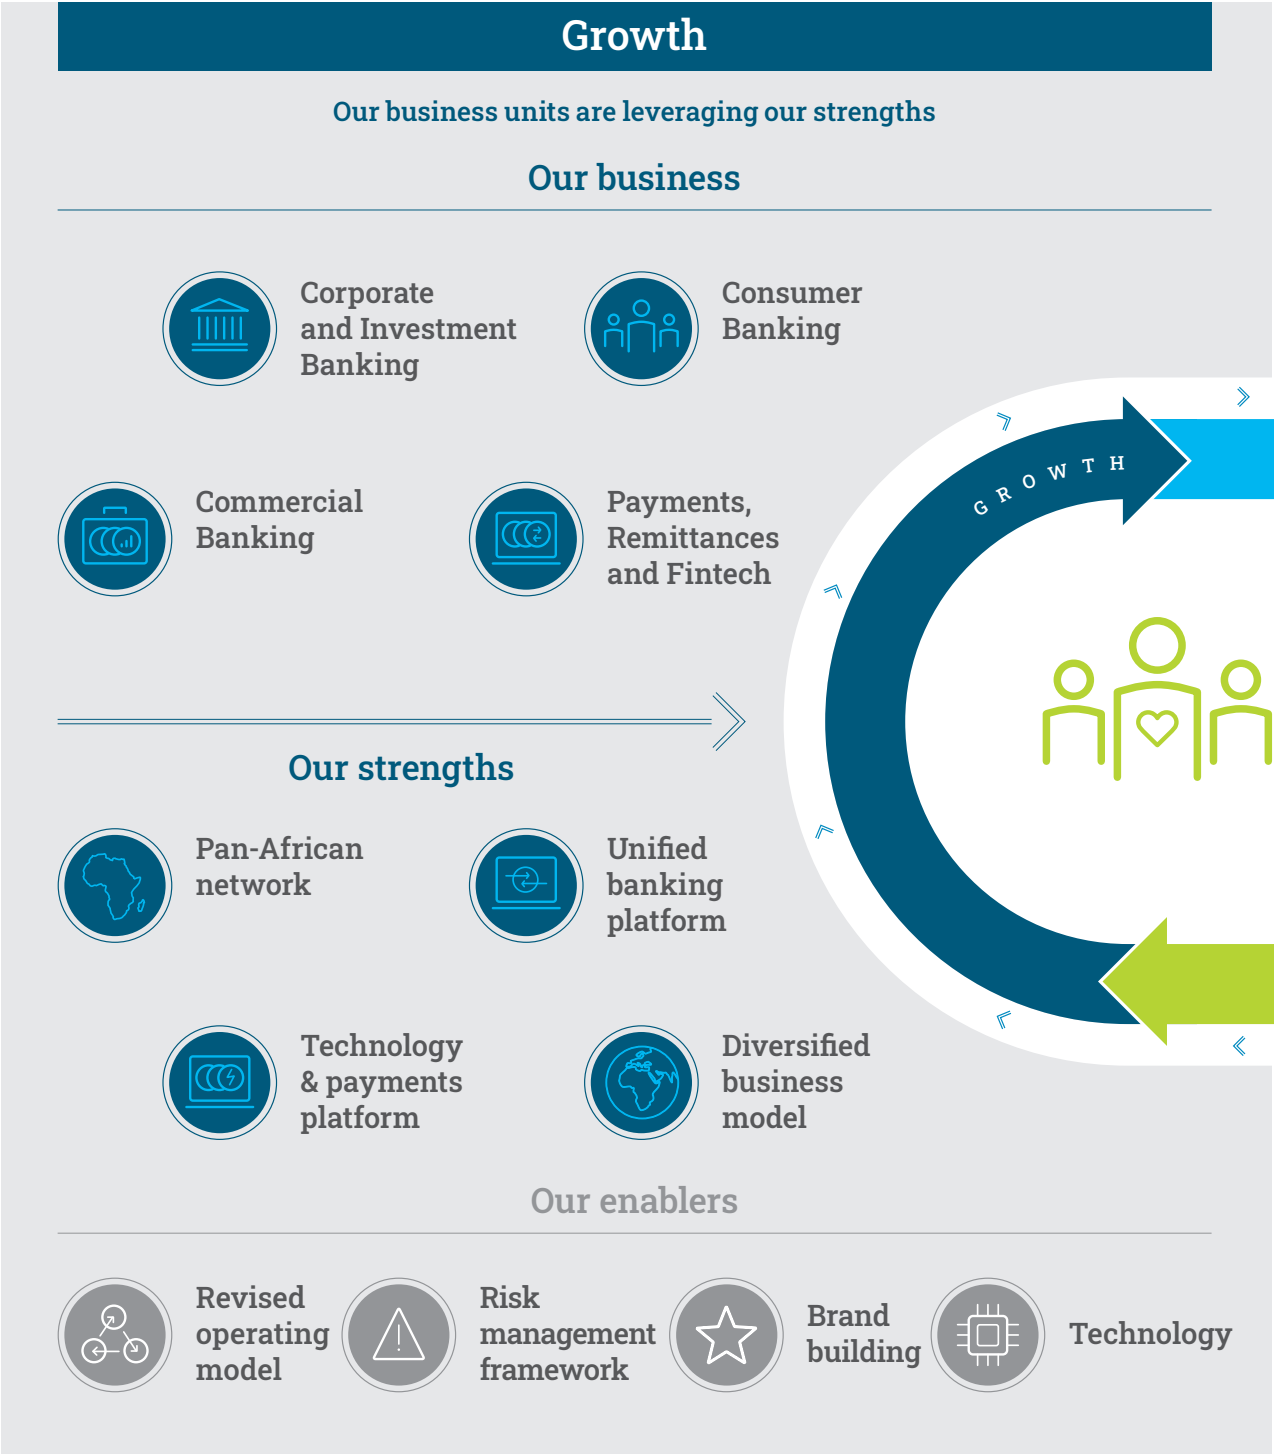 Growth
Our business units are leveraging our strengths
Our business
Corporate
and Investment
Banking
Consumer
Banking
Commercial
Banking
Payments,
Remittances
and Fintech
GROWTH
Our strengths
Pan-African
network
Unified
banking
platform
Technology
& payments
platform
Diversified
business
model
Our enablers
Revised
operating
model
Risk
management
framework
Brand
building
Technology